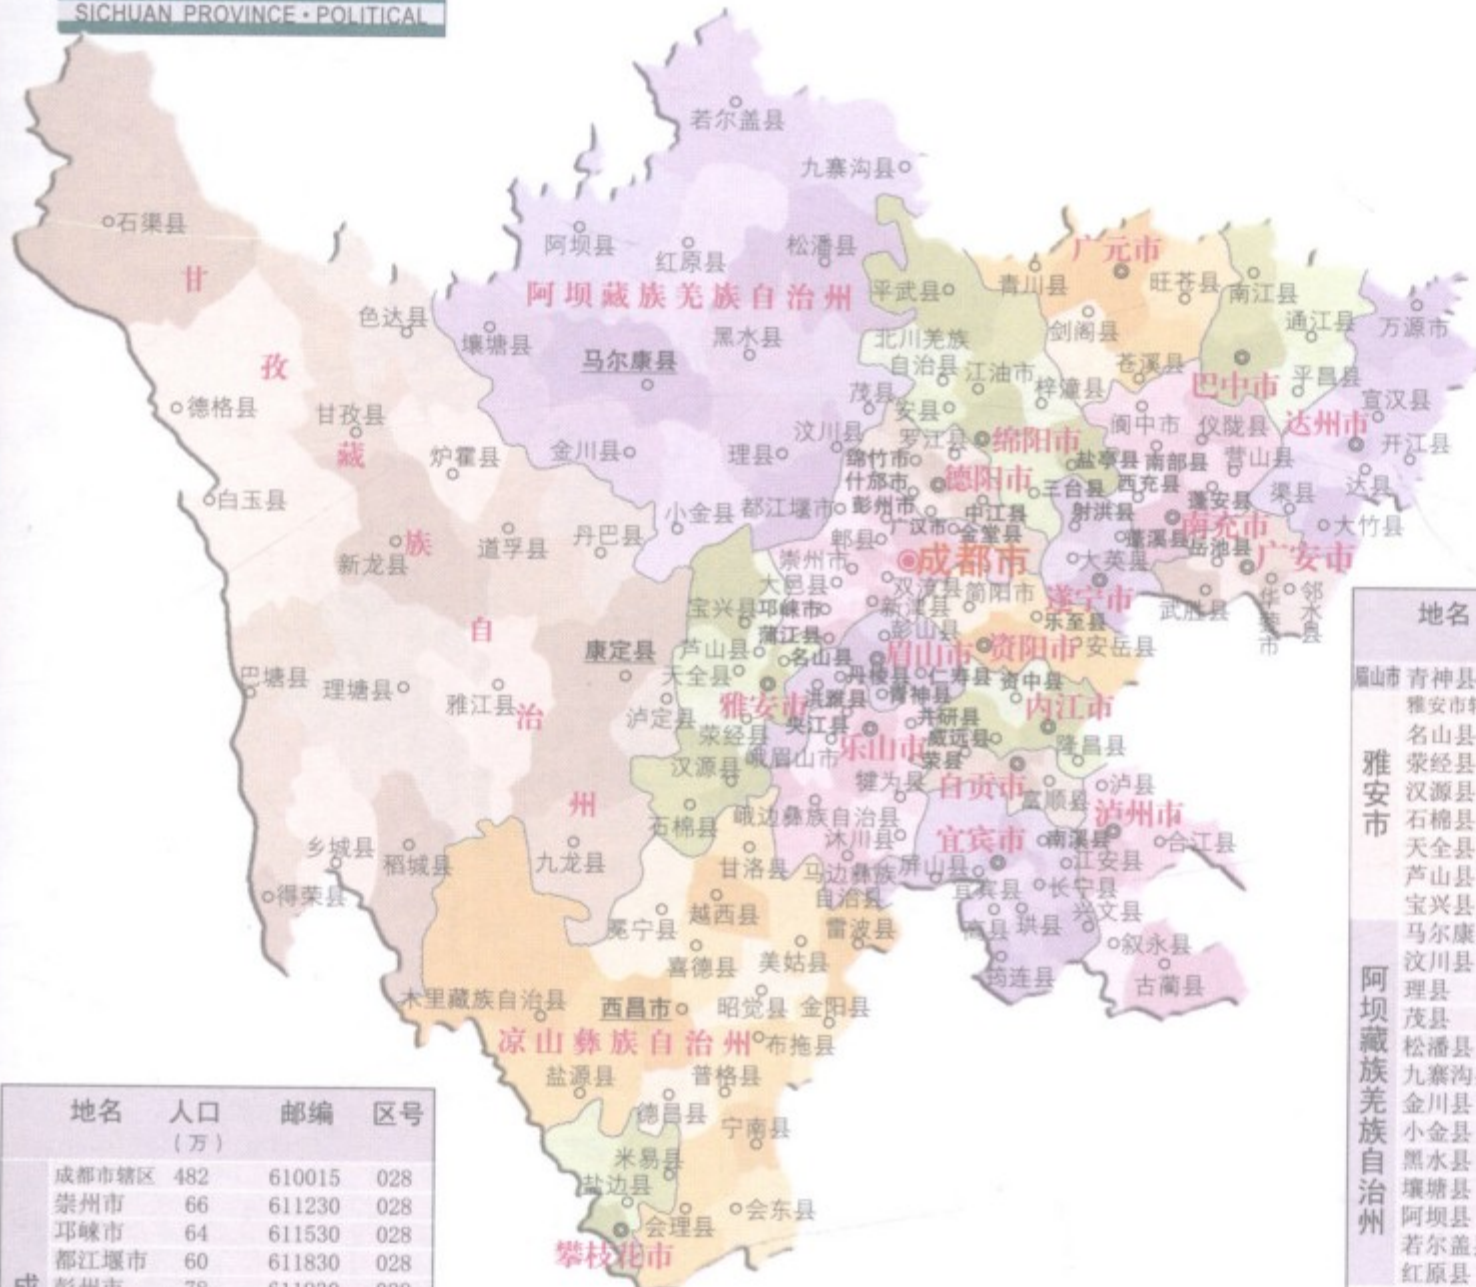 SICHUAN PROVINCE·POLITICAL
若尔盖县
九寨沟县
石渠县
阿坝县
红原县
松潘县
广元市
甘
阿坝藏族羌族自治州
平武县
青川县
旺苍县
南江县
色达县
壤塘县
马尔康县
黑水县
北川羌族
自治县
剑阁县
通江县
万源市
孜
茂县
江油市
梓潼县
苍溪县
巴中市
平昌县
德格县
甘孜县
安县
阆中市
仪陇县
达州市
宣汉县
藏
炉霍县
金川县
理县
汶川县
罗江县
绵阳市
盐亭县
南部县
营山县
开江县
绵竹市
德阳市
什邡市
三台县
西充县
蓬安县
渠县
达县
白玉县
小金县
都江堰市
彭州市
中江县
射洪县
南充市
大竹县
族
道孚县
丹巴县
广汉市
金堂县
蓬溪县
岳池县
广安市
新龙县
郫县
成都市
大英县
崇州市
大邑县
双流县
简阳市
遂宁市
武胜县
华蓥市
邻水县
宝兴县
邛崃市
新津县
乐至县
自
康定县
芦山县
蒲江县
彭山县
眉山市
资阳市
安岳县
名山县
天全县
丹棱县
仁寿县
资中县
巴塘县
理塘县
雅江县
治
泸定县
雅安市
洪雅县
青神县
内江市
荥经县
夹江县
井研县
威远县
隆昌县
汉源县
峨眉山市
乐山市
荣县
州
犍为县
自贡市
富顺县
泸县
石棉县
峨边彝族自治县
泸州市
乡城县
稻城县
九龙县
沐川县
宜宾市
南溪县
合江县
甘洛县
马边彝族
自治县
屏山县
江安县
得荣县
越西县
宜宾县
长宁县
冕宁县
雷波县
高县
珙县
兴文县
喜德县
美姑县
筠连县
叙永县
古蔺县
木里藏族自治县
西昌市
昭觉县
金阳县
凉山彝族自治州
布拖县
盐源县
普格县
德昌县
宁南县
米易县
盐边县
会理县
会东县
攀枝花市
地名 人口 邮编 区号
(万)
成都市辖区 482 610015 028
崇州市 66 611230 028
邛崃市 64 611530 028
都江堰市 60 611830 028
地名
眉山市 青神县
雅安市
名山县
荥经县
汉源县
石棉县
天全县
芦山县
宝兴县
阿坝藏族羌族自治州
马尔康
汶川县
理县
茂县
松潘县
九寨沟
金川县
小金县
黑水县
壤塘县
阿坝县
若尔盖
红原县